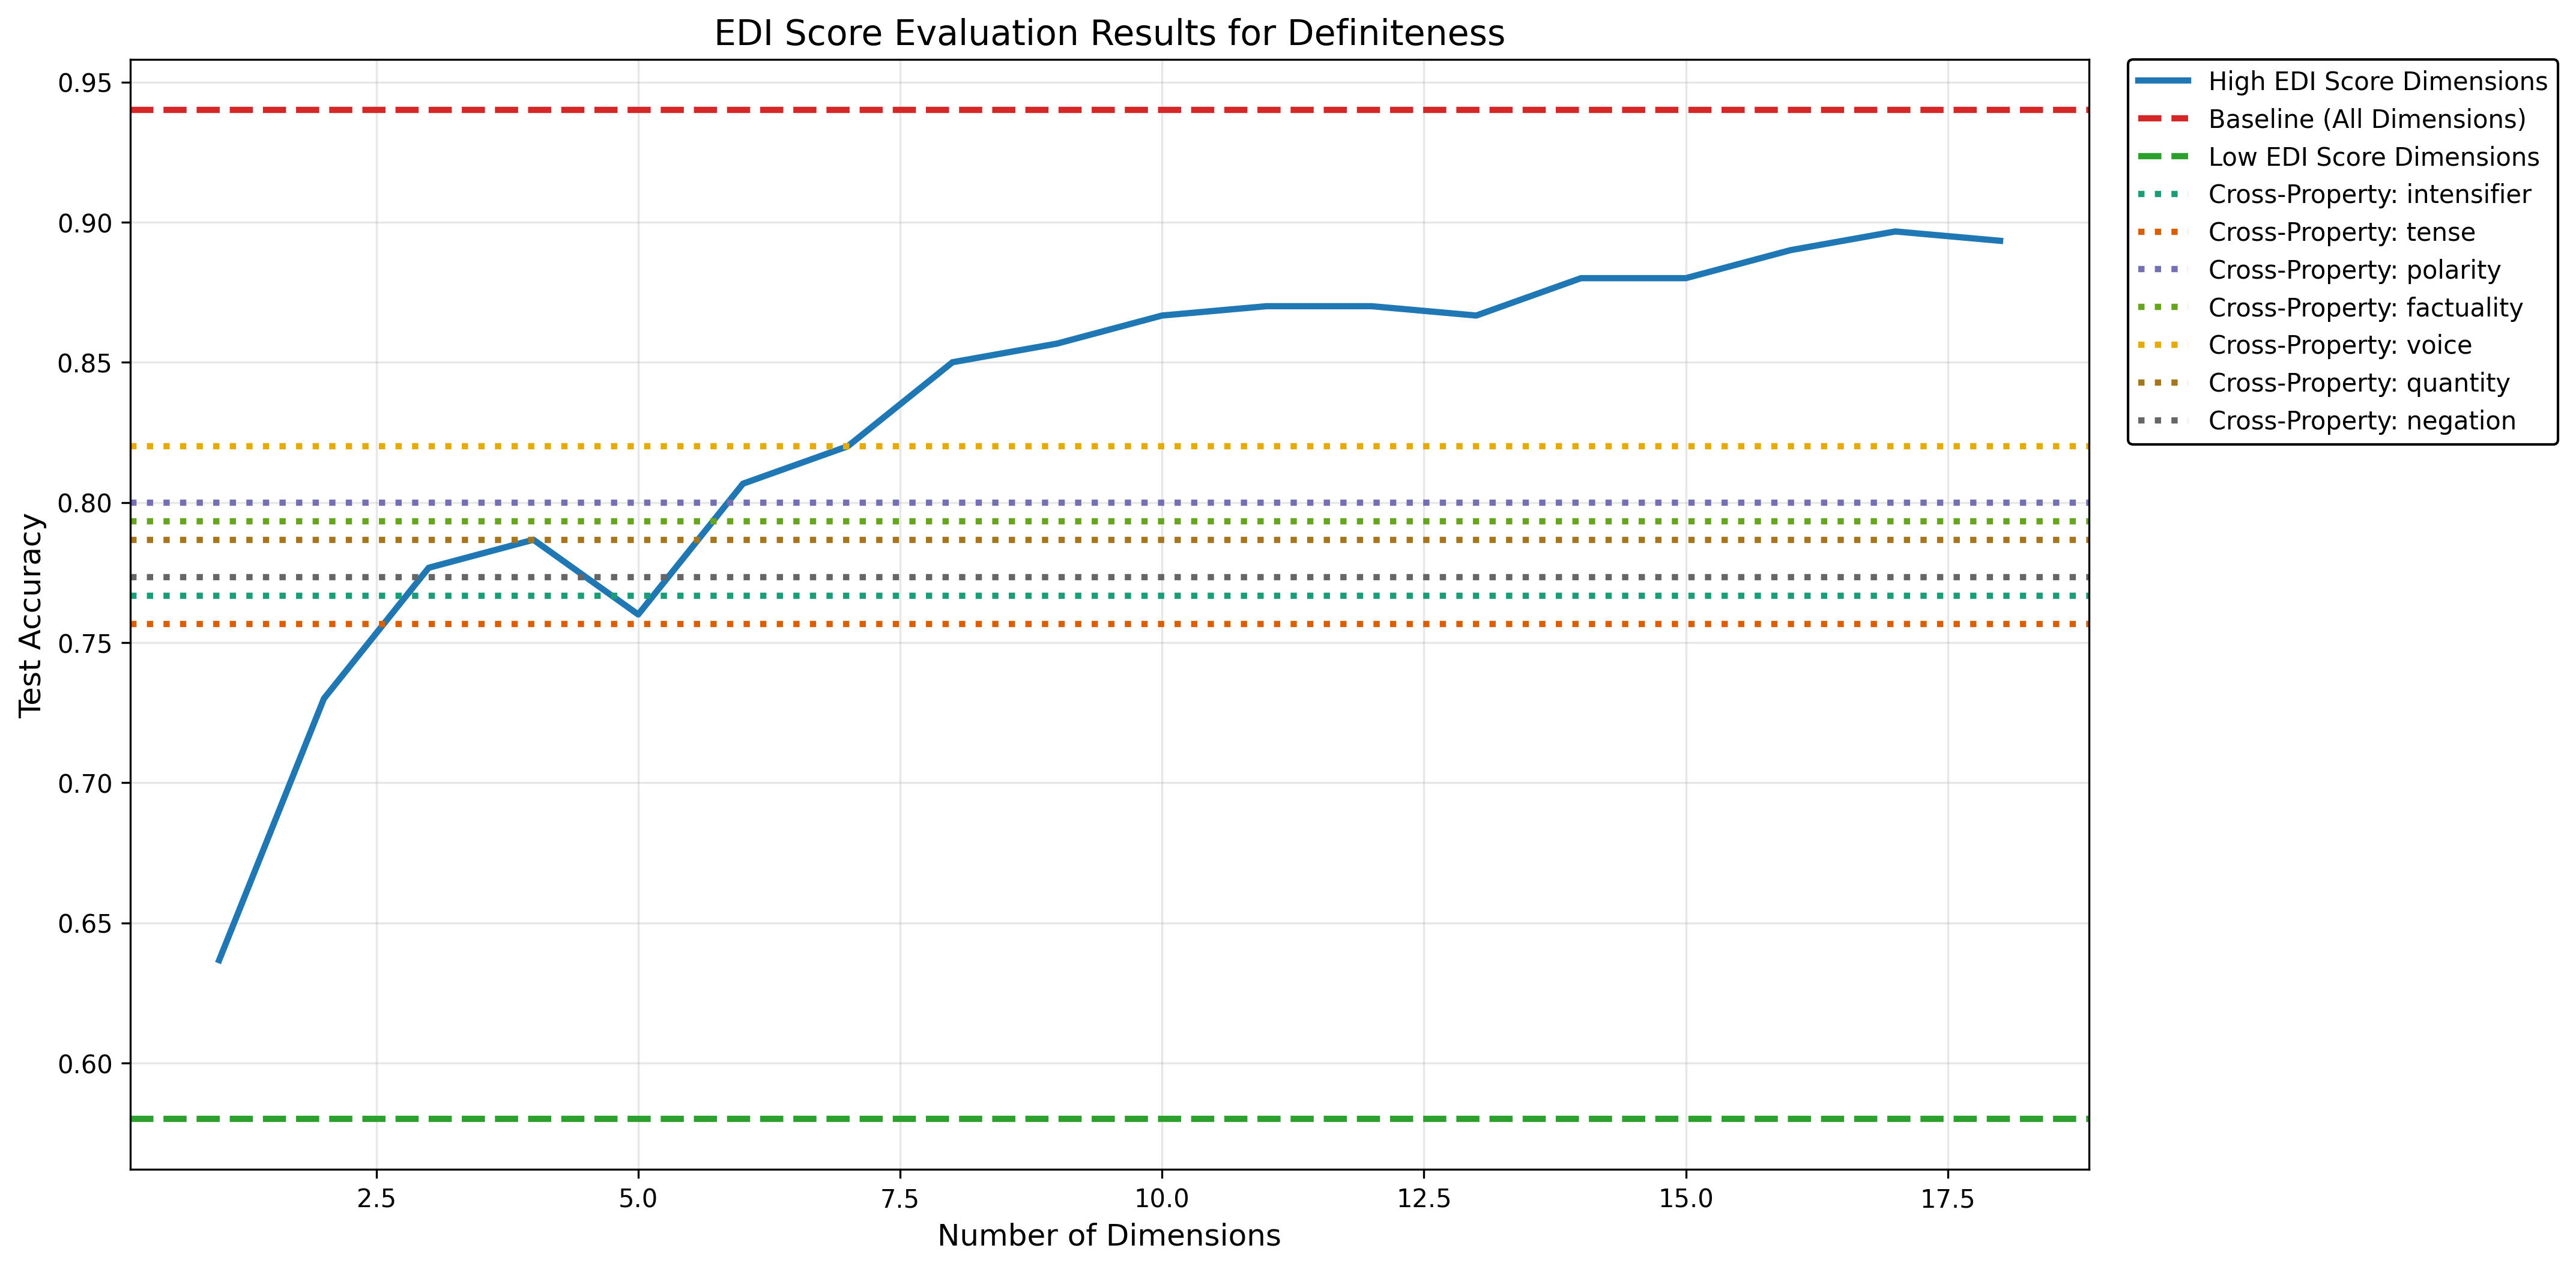 EDI Score Evaluation Results for Definiteness
Test Accuracy
0.95
0.90
0.85
0.80
0.75
0.70
0.65
0.60
2.5
5.0
7.5
10.0
12.5
15.0
17.5
Number of Dimensions
High EDI Score Dimensions
Baseline (All Dimensions)
Low EDI Score Dimensions
Cross-Property: intensifier
Cross-Property: tense
Cross-Property: polarity
Cross-Property: factuality
Cross-Property: voice
Cross-Property: quantity
Cross-Property: negation